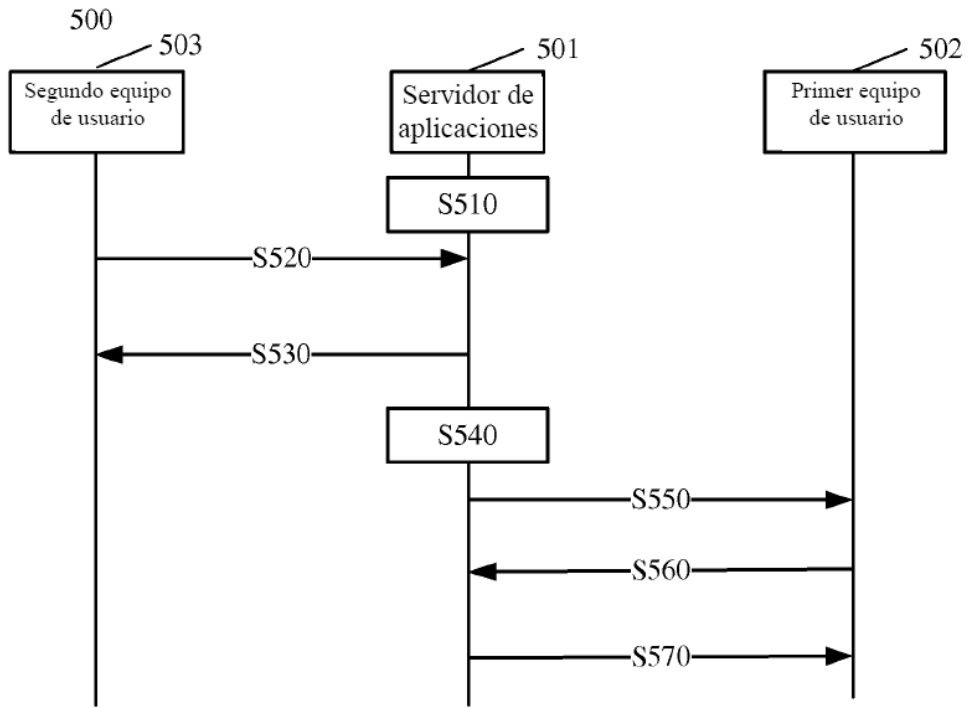 500
503
501
502
Segundo equipo
de usuario
Servidor de
aplicaciones
Primer equipo
de usuario
S510
S520
S530
S540
S550
S560
S570